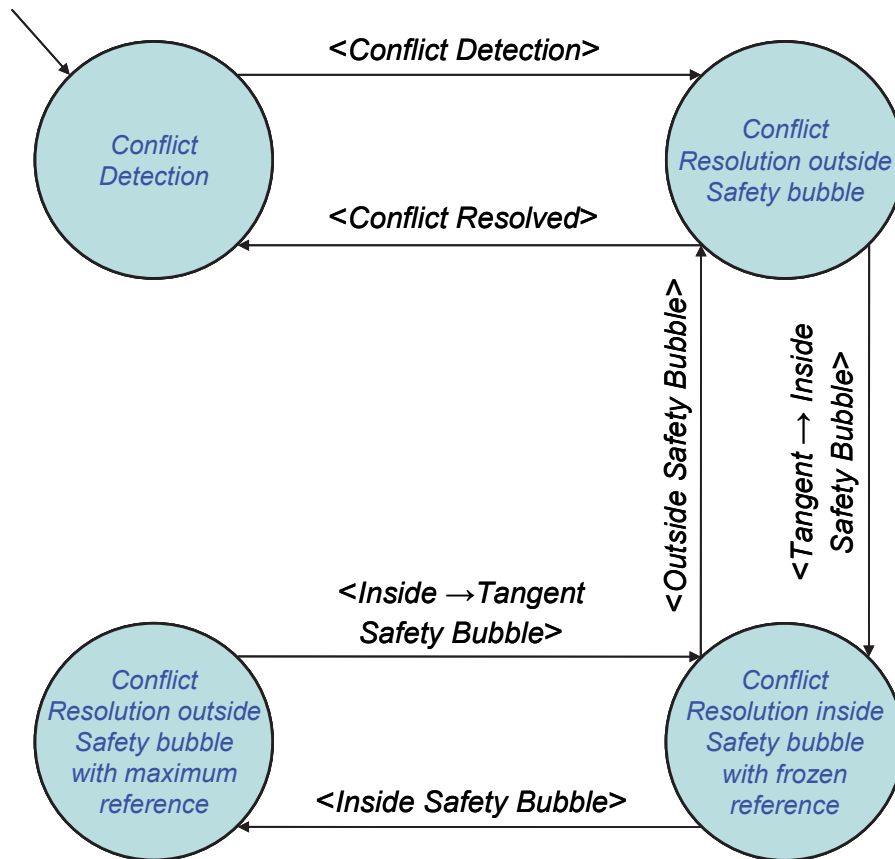 <Conflict Detection>
Conflict
Detection
Conflict
Resolution outside
Safety bubble
<Conflict Resolved>
<Outside Safety Bubble>
<Tangent → Inside
Safety Bubble>
<Inside →Tangent
Safety Bubble>
Conflict
Resolution outside
Safety bubble
with maximum
reference
Conflict
Resolution inside
Safety bubble
with frozen
reference
<Inside Safety Bubble>